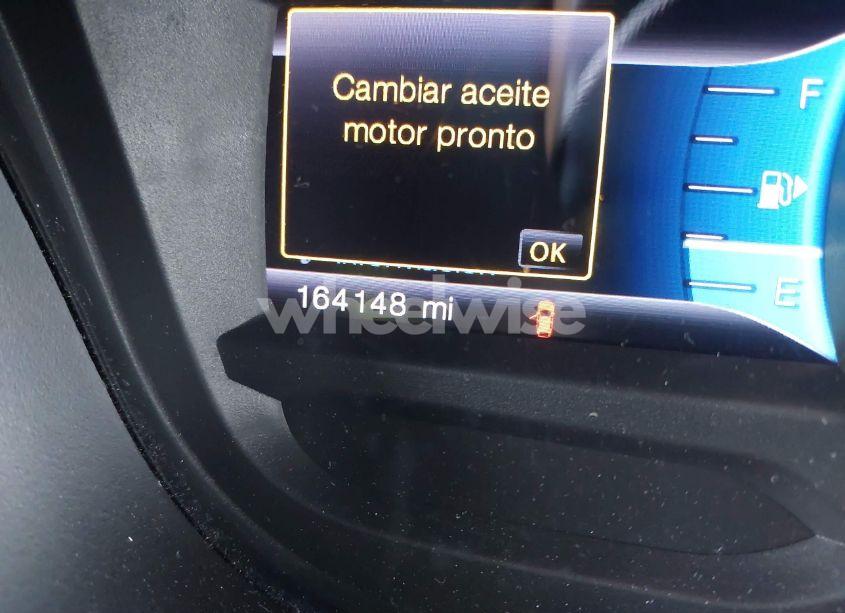 Cambiar aceite
motor pronto
OK
F
E
164148 mi
wheelwise